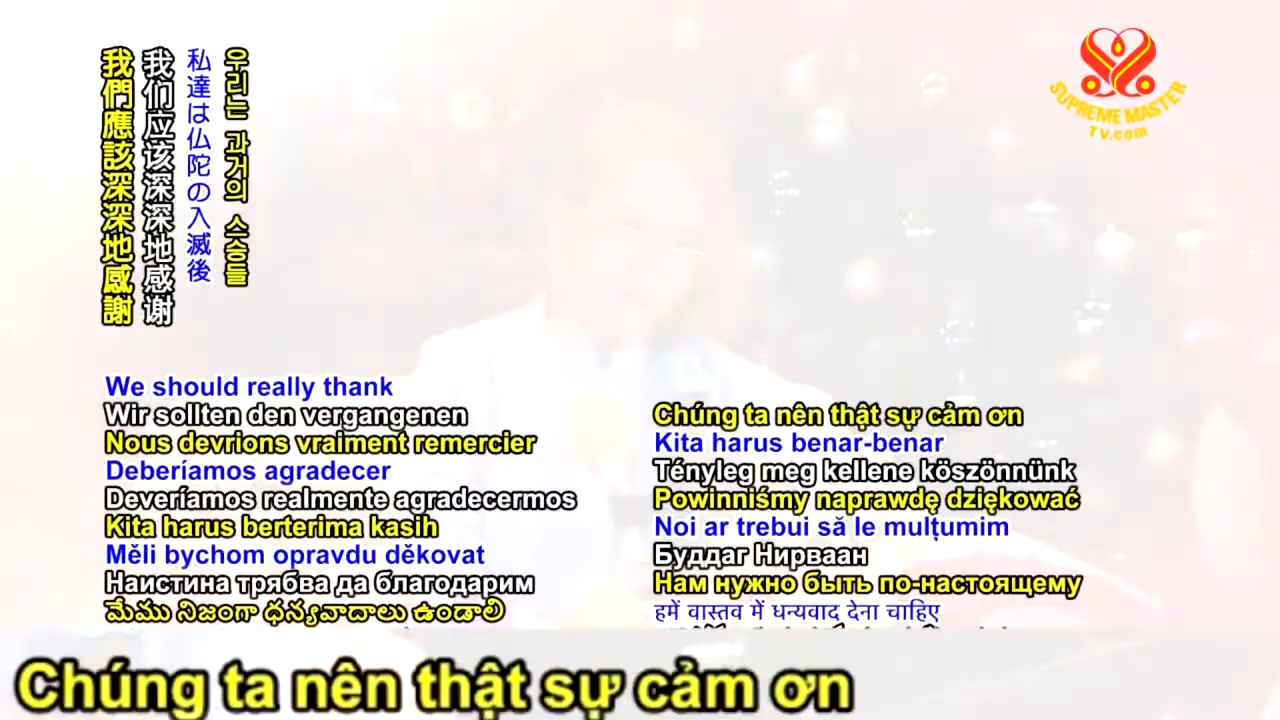 我們應該深深地感謝
我们应该深深地感谢
私達は仏陀の入滅後
우리는 과거의 스승들
SUPREME MASTER
TV.com
We should really thank
Wir sollten den vergangenen
Nous devrions vraiment remercier
Deberíamos agradecer
Deveríamos realmente agradecermos
Kita harus berterima kasih
Měli bychom opravdu děkovat
Наистина трябва да благодарим
మేము నిజంగా ధన్యవాదాలు ఉండాలి
Chúng ta nên thật sự cảm ơn
Kita harus benar-benar
Tényleg meg kellene köszönnünk
Powinniśmy naprawdę dziękować
Noi ar trebui să le mulțumim
Буддаг Нирваан
Нам нужно быть по-настоящему
हमें वास्तव में धन्यवाद देना चाहिए
Chúng ta nên thật sự cảm ơn